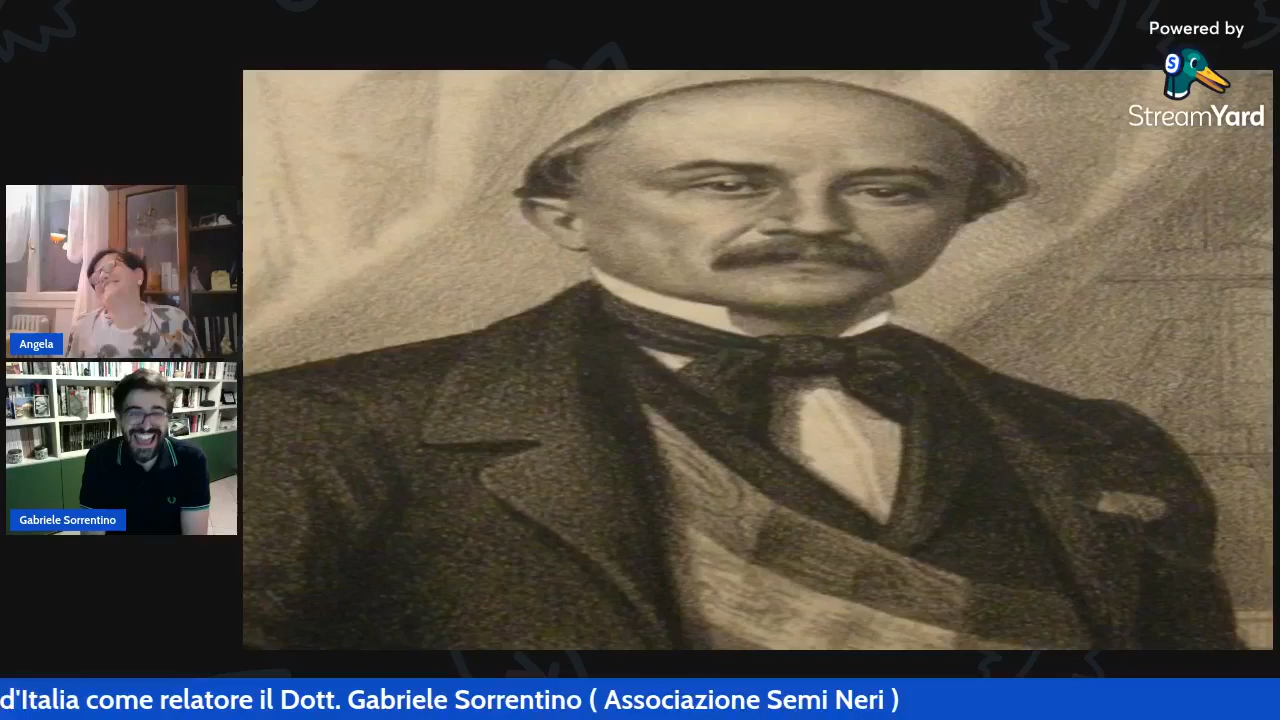 Powered by
S
StreamYard
Angela
Gabriele Sorrentino
d'Italia come relatore il Dott. Gabriele Sorrentino ( Associazione Semi Neri )